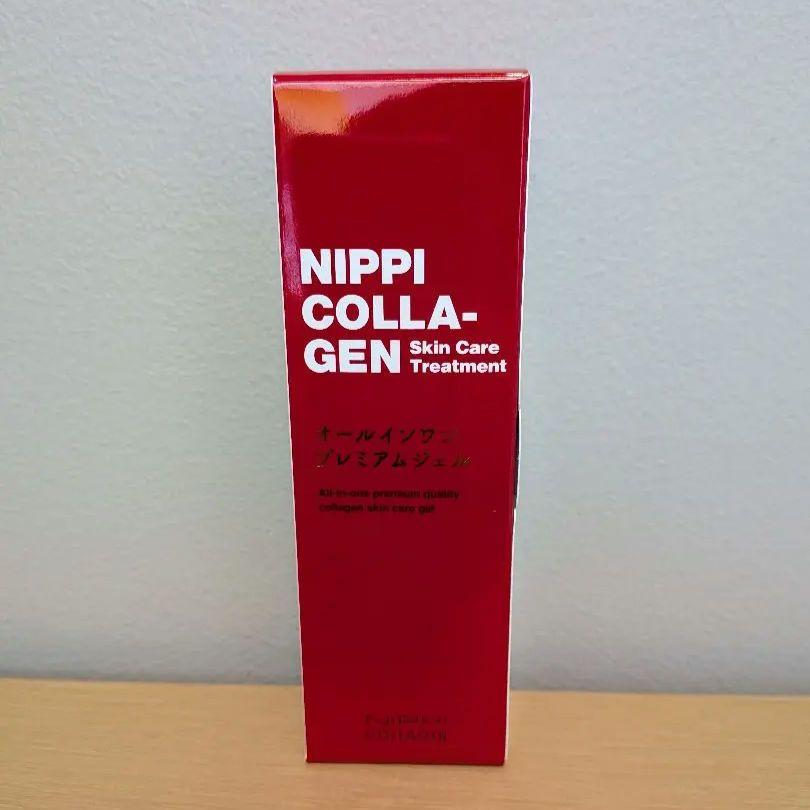 NIPPI
COLLA-
GEN
Skin Care
Treatment
オールインワン
プレミアムジェル
All-in-one premium quality
collagen skin care gel
COLLAGEN